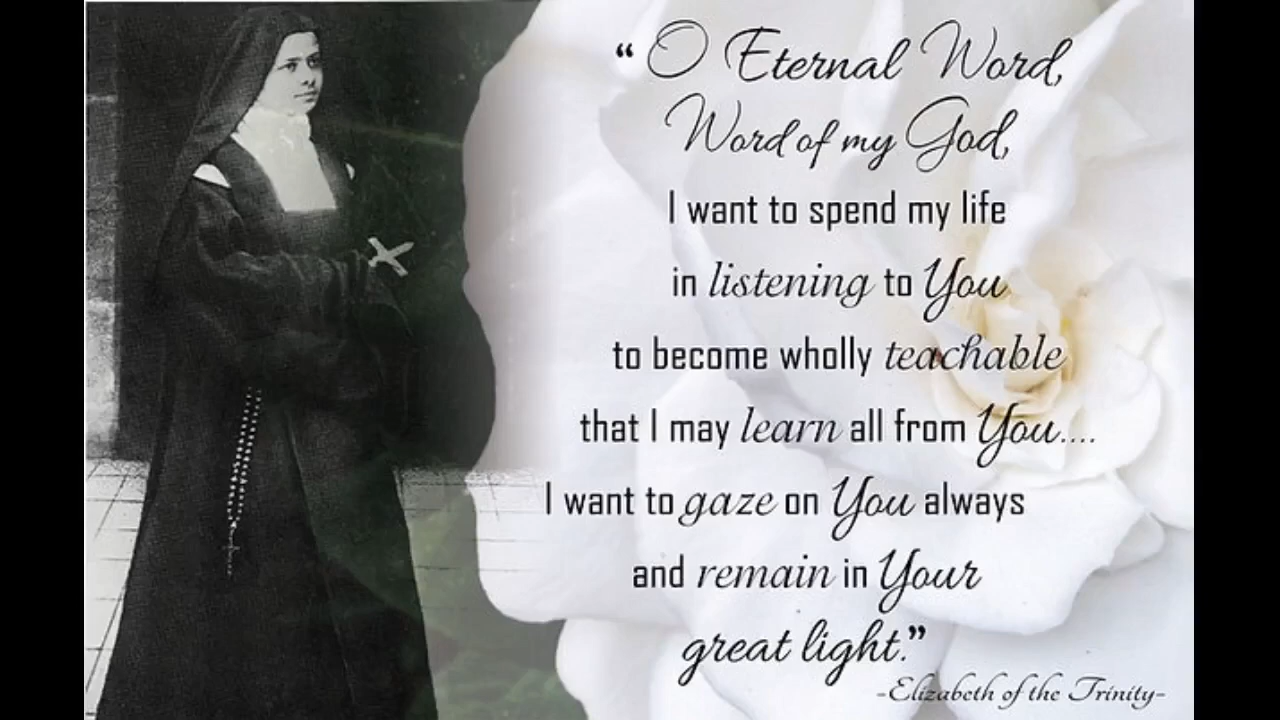 “O Eternal Word,
Word of my God,
I want to spend my life
in listening to You
to become wholly teachable
that I may learn all from You....
I want to gaze on You always
and remain in Your
great light.”
-Elizabeth of the Trinity-